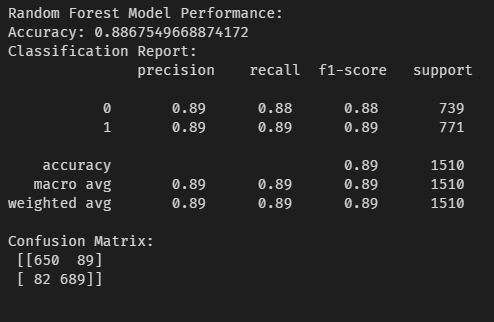 Random Forest Model Performance:
Accuracy: 0.8867549668874172
Classification Report:
              precision    recall  f1-score   support

           0       0.89      0.88      0.88       739
           1       0.89      0.89      0.89       771

    accuracy                           0.89      1510
   macro avg       0.89      0.89      0.89      1510
weighted avg       0.89      0.89      0.89      1510

Confusion Matrix:
 [[650  89]
 [ 82 689]]